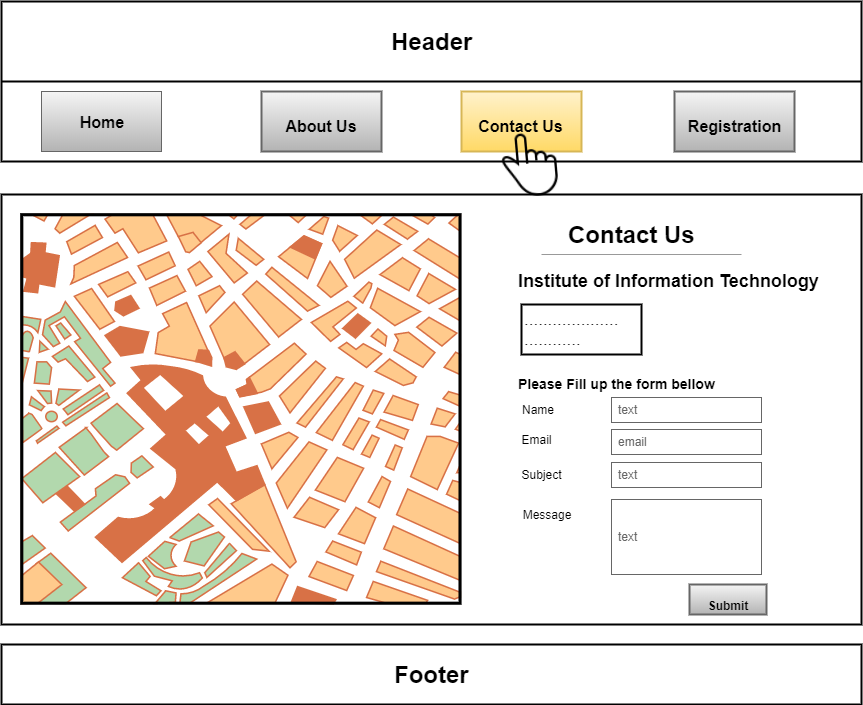 Header
Home
About Us
Contact Us
Registration
Contact Us
Institute of Information Technology
....................
............
Please Fill up the form bellow
Name
text
Email
email
Subject
text
Message
text
Submit
Footer